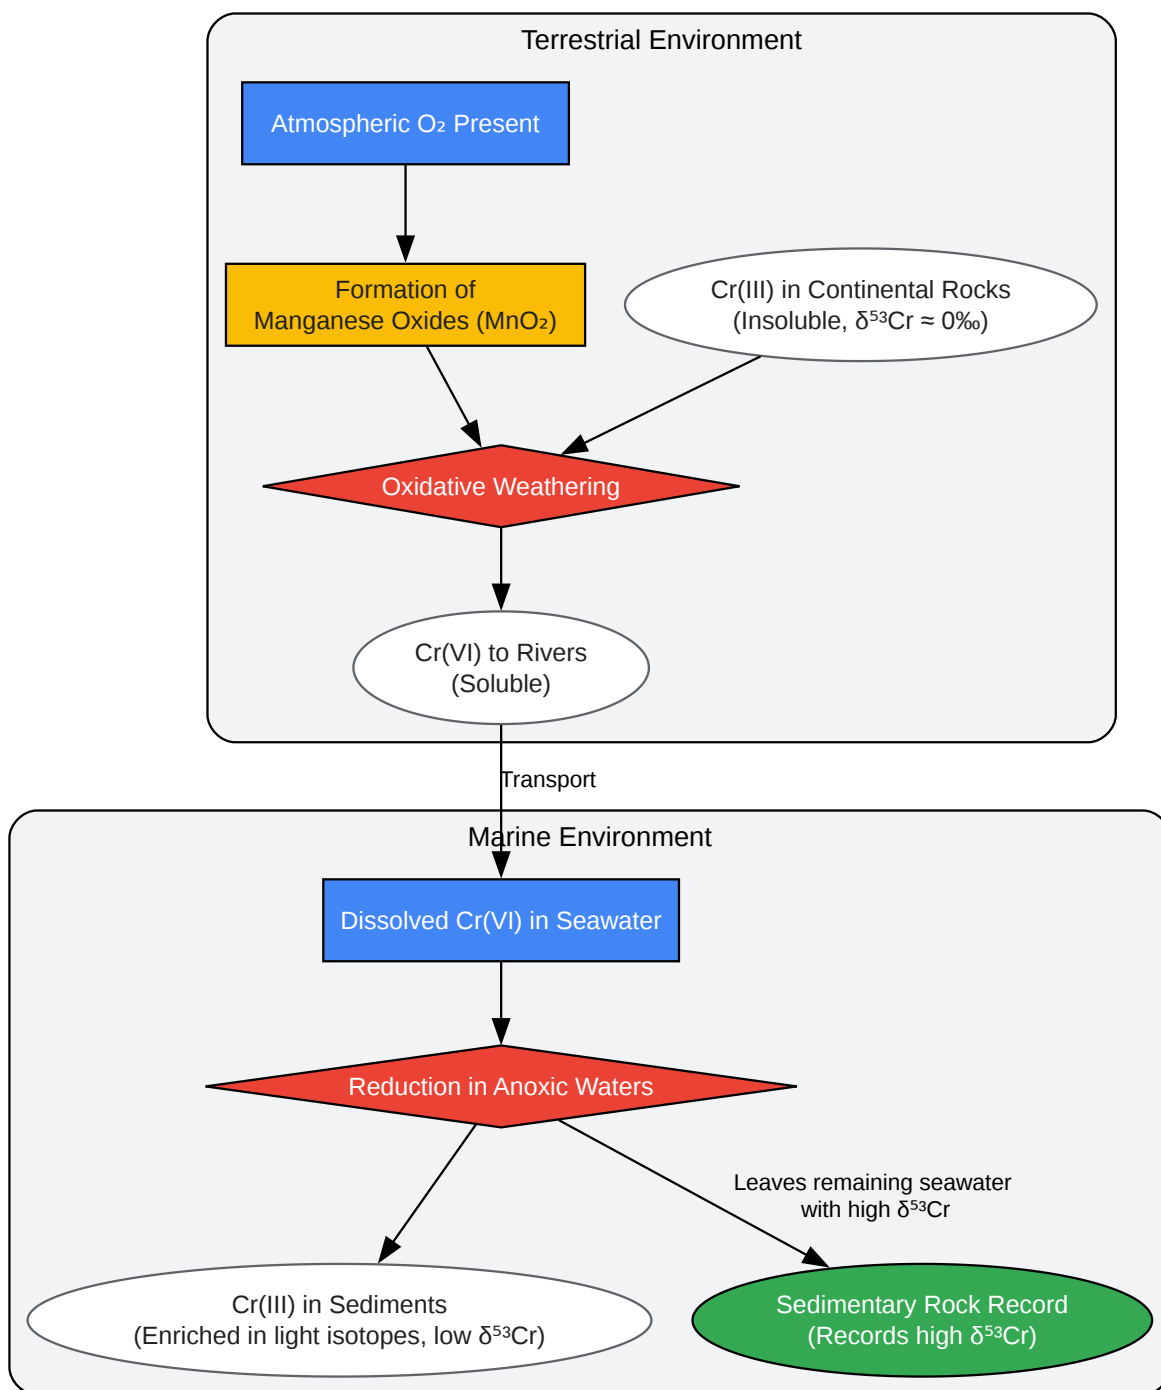 Terrestrial Environment
Atmospheric O₂ Present
Formation of
Manganese Oxides (MnO₂)
Cr(III) in Continental Rocks
(Insoluble, δ⁵³Cr ≈ 0‰)
Oxidative Weathering
Cr(VI) to Rivers
(Soluble)
Transport
Marine Environment
Dissolved Cr(VI) in Seawater
Reduction in Anoxic Waters
Leaves remaining seawater
with high δ⁵³Cr
Cr(III) in Sediments
(Enriched in light isotopes, low δ⁵³Cr)
Sedimentary Rock Record
(Records high δ⁵³Cr)